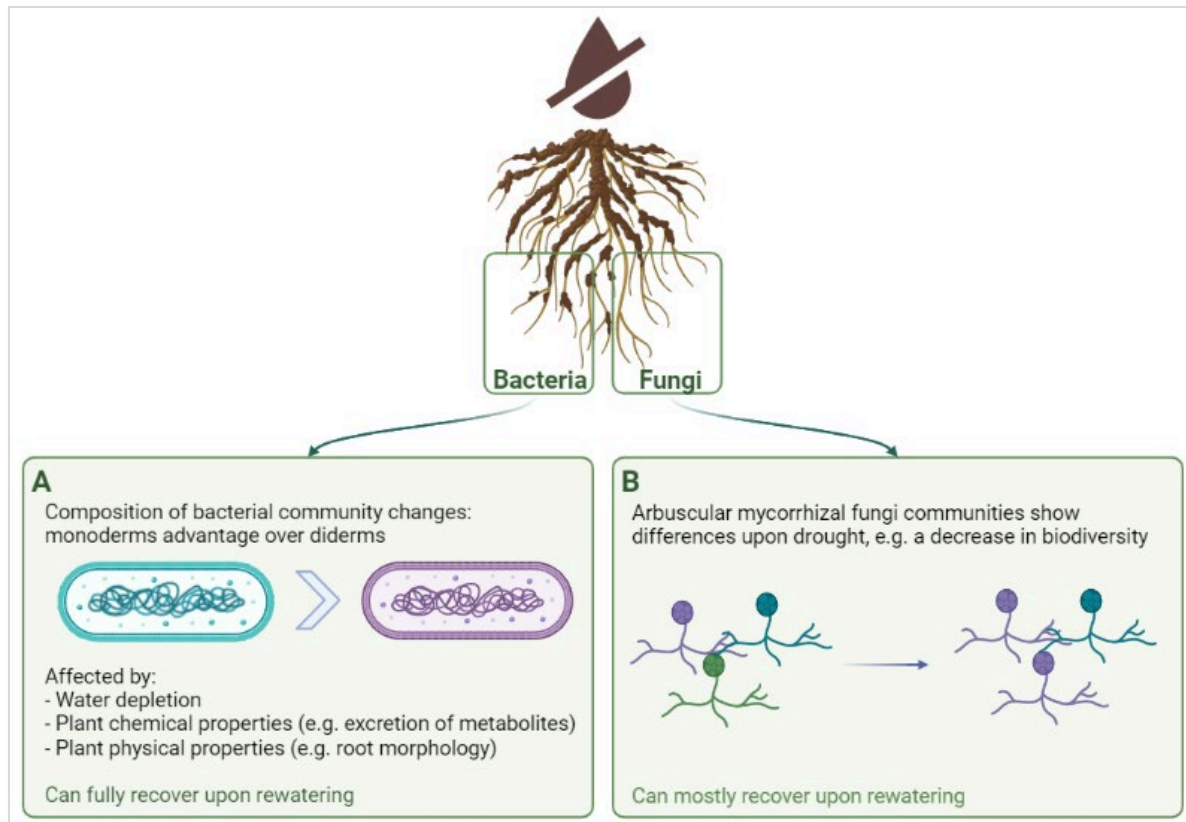 Bacteria
Fungi
A
Composition of bacterial community changes:
monoderms advantage over diderms
Affected by:
- Water depletion
- Plant chemical properties (e.g. excretion of metabolites)
- Plant physical properties (e.g. root morphology)
Can fully recover upon rewatering
B
Arbuscular mycorrhizal fungi communities show
differences upon drought, e.g. a decrease in biodiversity
Can mostly recover upon rewatering